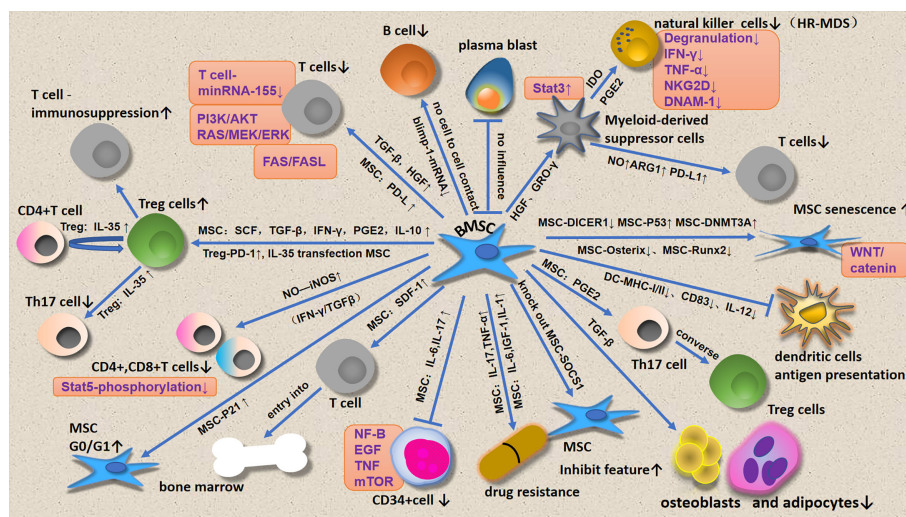 natural killer cells↓（HR-MDS）
Degranulation↓
IFN-γ↓
TNF-α↓
NKG2D↓
DNAM-1↓
B cell↓
plasma blast
T cells↓
T cell-
minRNA-155↓
PI3K/AKT
RAS/MEK/ERK
FAS/FASL
Stat3↑
IDO
PGE2
Myeloid-derived
suppressor cells
T cell -
immunosuppression↑
no cell to cell contact
blimp-1-mRNA↓
no influence
TGF-β、HGF↑
MSC：PD-L↑
HGF、GRO-γ
NO↑ARG1↑ PD-L1↑
T cells↓
CD4+T cell
Treg: IL-35↑
Treg cells↑
MSC：SCF，TGF-β，IFN-γ，PGE2，IL-10 ↑
Treg-PD-1↑, IL-35 transfection MSC
BMSC
MSC-DICER1↓ MSC-P53↑ MSC-DNMT3A↑
MSC-Osterix↓、MSC-Runx2↓
MSC senescence ↑
WNT/
catenin
Treg: IL-35↑
Th17 cell↓
NO—iNOS↑
（IFN-γ/TGFβ）
MSC: SDF-1↑
DC-MHC-I/II↓、CD83↓、IL-12↓
MSC：PGE2
TGF-β
knock out MSC-SOCS1
dendritic cells
antigen presentation
converse
Th17 cell
Treg cells
CD4+,CD8+T cells↓
Stat5-phosphorylation↓
MSC-P21↑
T cell
entry into
MSC：IL-6,IL-17↑
MSC：IL-17,TNF-α↓
MSC：IL-6,IGF-1,IL-1↓
MSC
G0/G1↑
bone marrow
NF-B
EGF
TNF
mTOR
CD34+cell ↓
drug resistance
MSC
Inhibit feature↑
osteoblasts and adipocytes↓